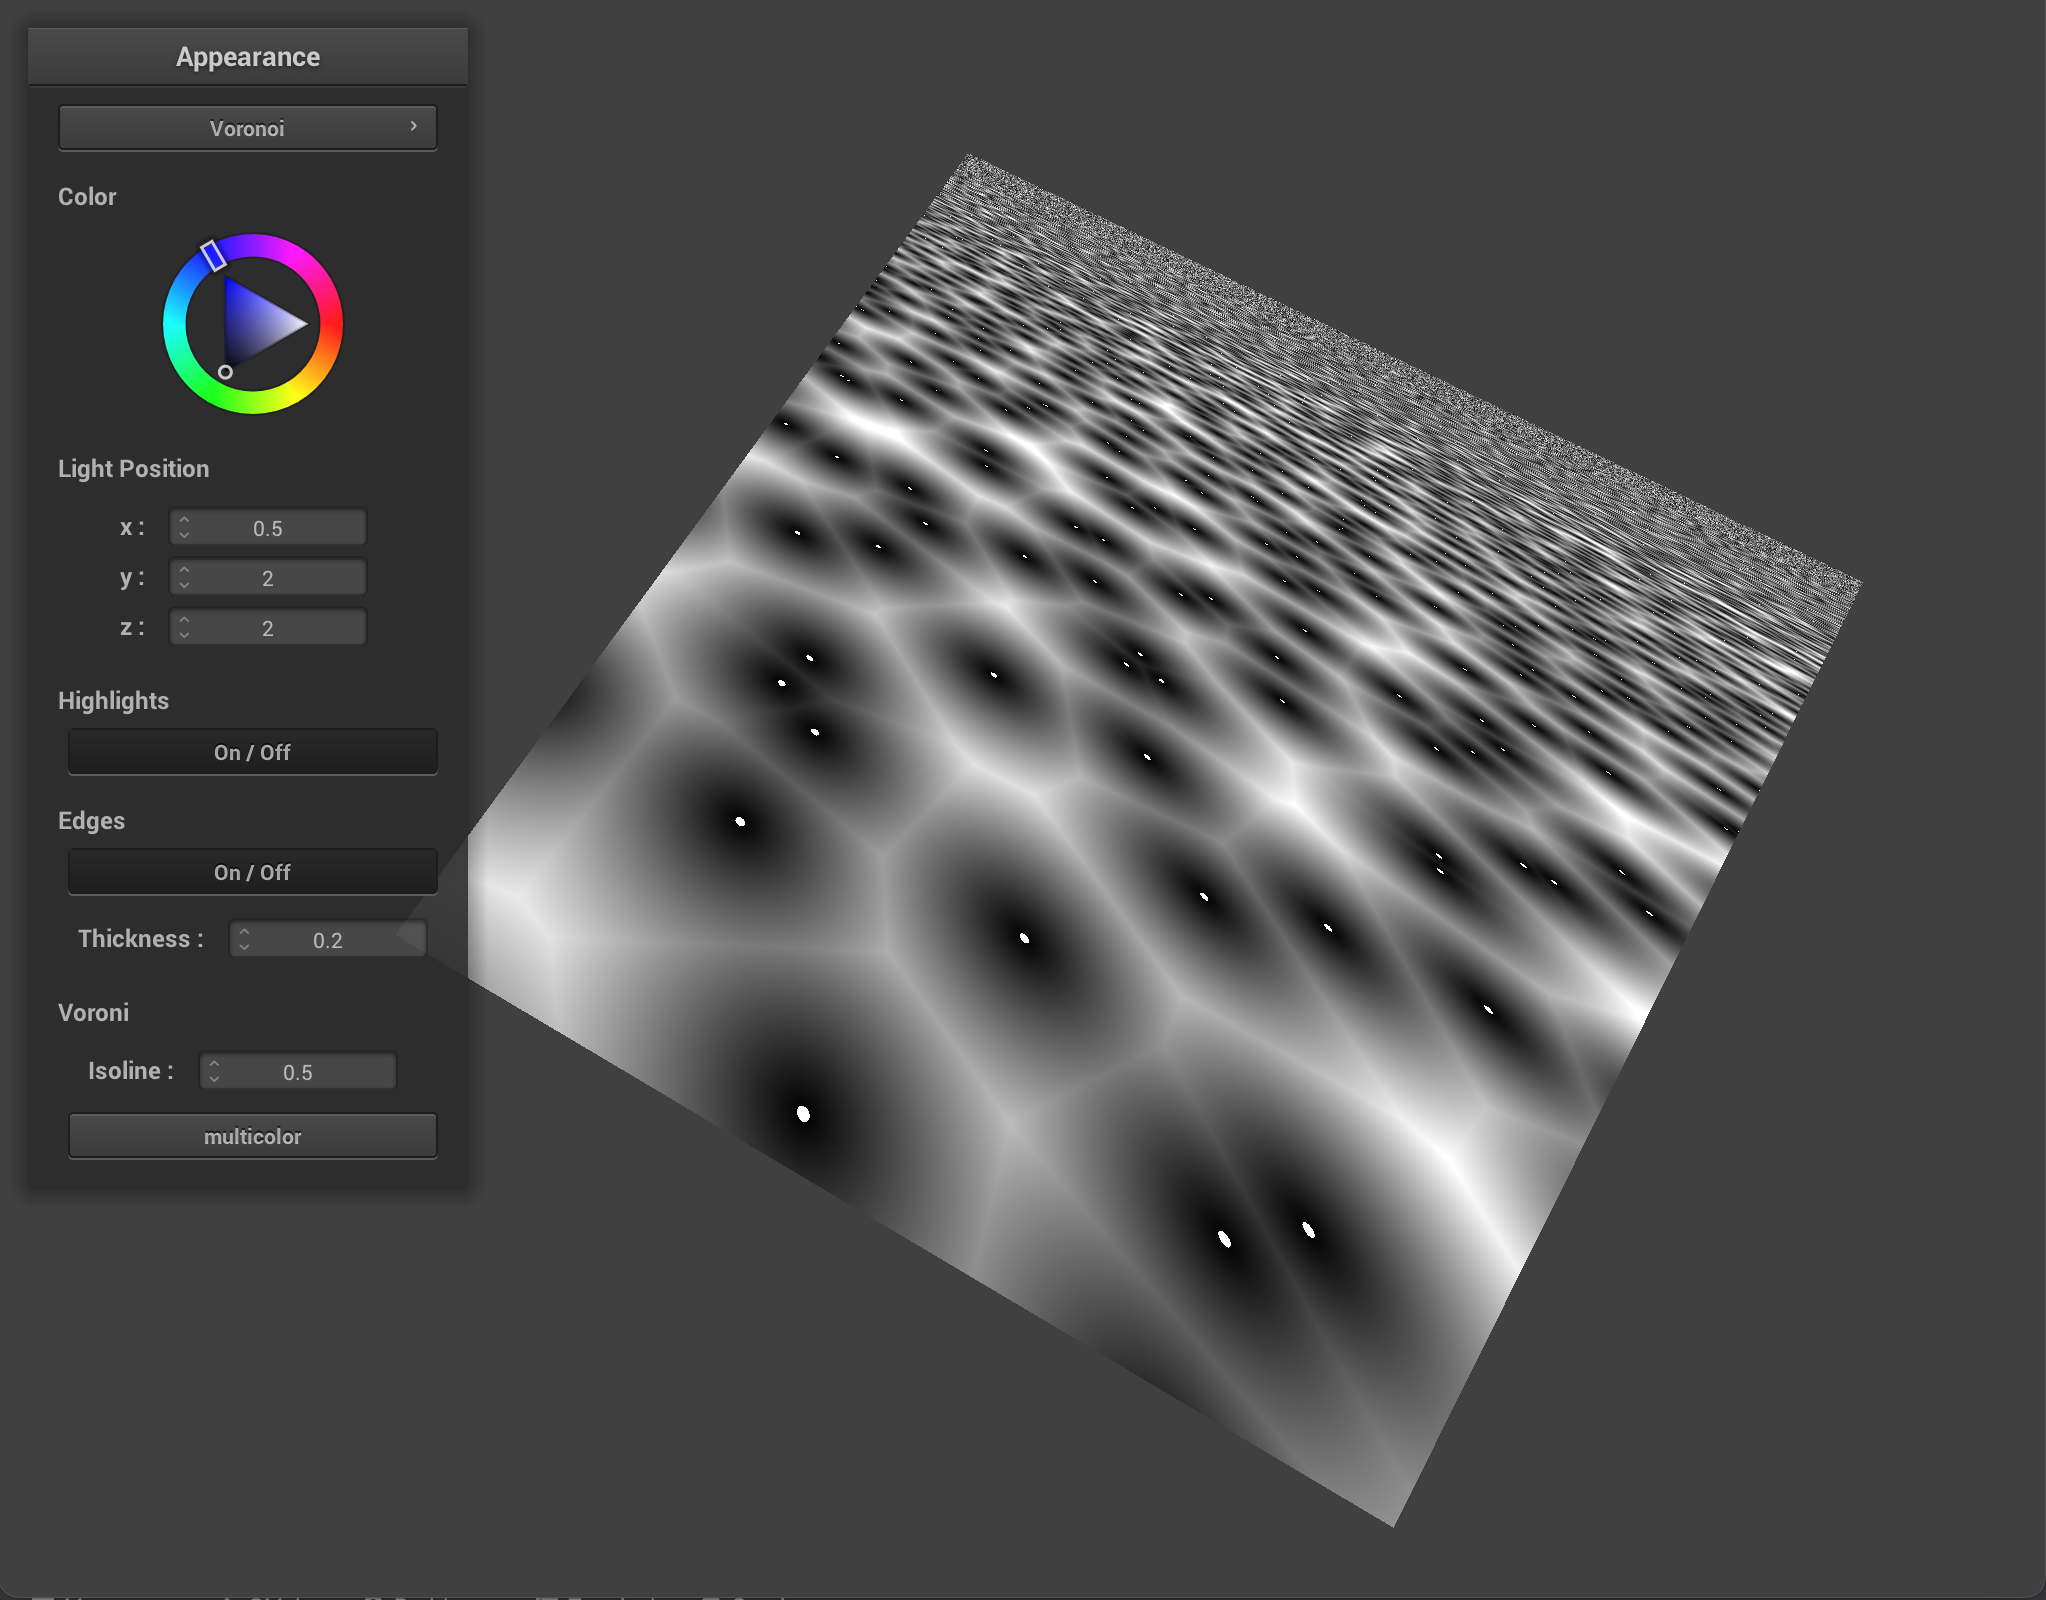 Appearance
Voronoi
Color
Light Position
x : 0.5
y : 2
z : 2
Highlights
On / Off
Edges
On / Off
Thickness : 0.2
Voroni
Isoline : 0.5
multicolor